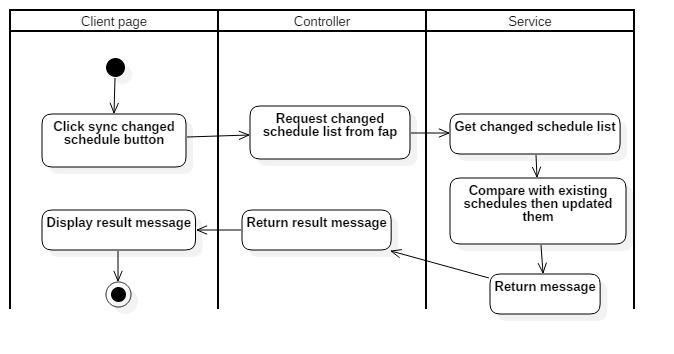 Client page
Controller
Service
Click sync changed
schedule button
Request changed
schedule list from fap
Get changed schedule list
Compare with existing
schedules then updated
them
Display result message
Return result message
Return message